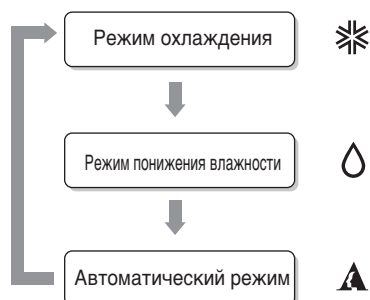 Режим охлаждения
Режим понижения влажности
Автоматический режим